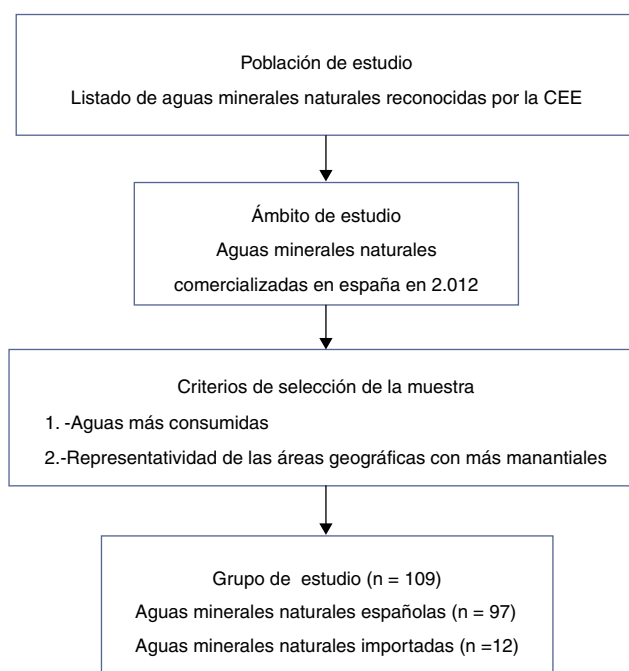 Población de estudio
Listado de aguas minerales naturales reconocidas por la CEE
Ámbito de estudio
Aguas minerales naturales
comercializadas en españa en 2.012
Criterios de selección de la muestra
1. -Aguas más consumidas
2.-Representatividad de las áreas geográficas con más manantiales
Grupo de estudio (n = 109)
Aguas minerales naturales españolas (n = 97)
Aguas minerales naturales importadas (n =12)